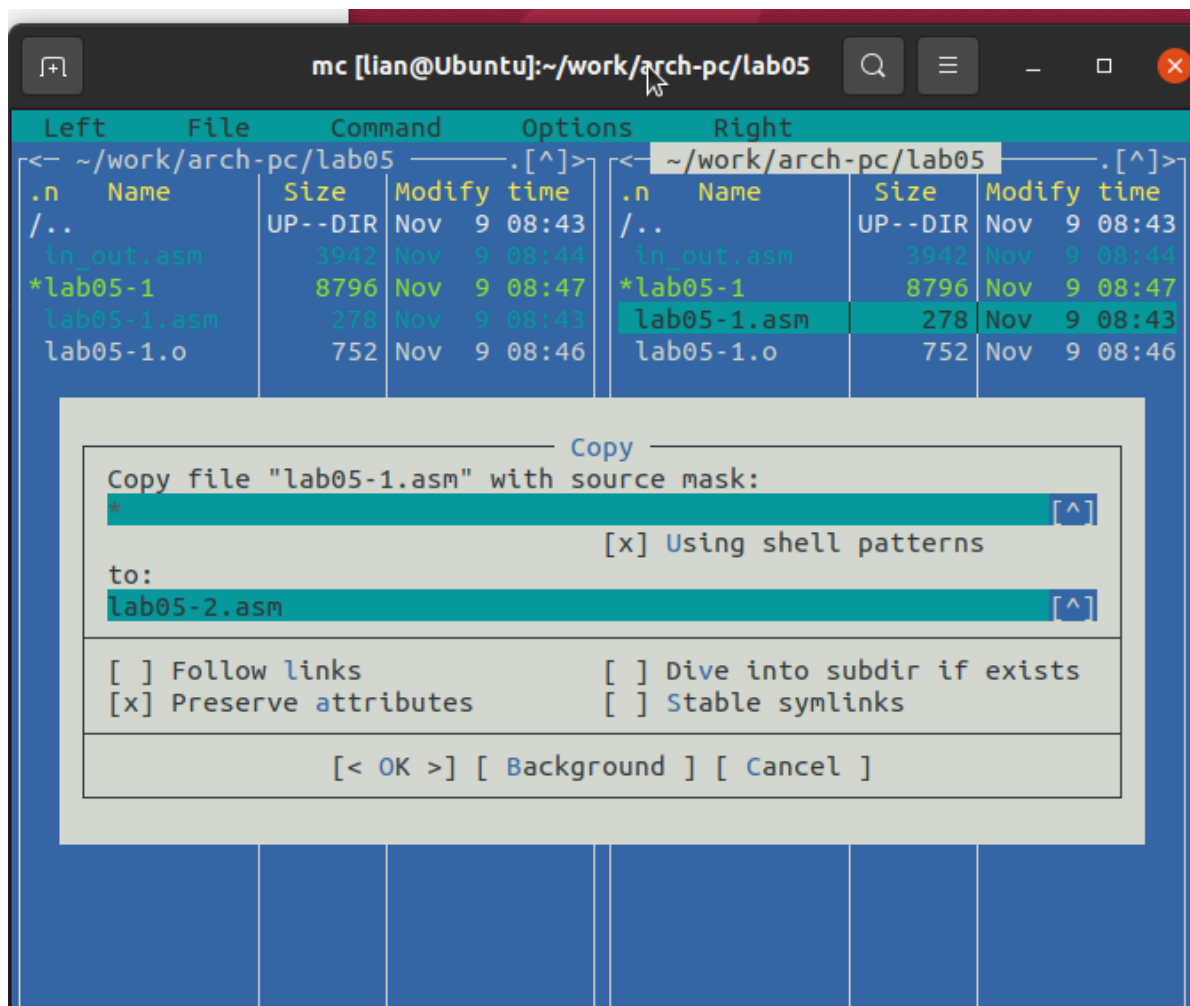 mc [lian@Ubuntu]:~/work/arch-pc/lab05
Left File Command Options Right
<─ ~/work/arch-pc/lab05 ─────.[^]>┐┌<─ ~/work/arch-pc/lab05 ─────.[^]>
.n Name Size Modify time .n Name Size Modify time
/.. UP--DIR Nov 9 08:43 /.. UP--DIR Nov 9 08:43
in_out.asm 3942 Nov 9 08:44 in_out.asm 3942 Nov 9 08:44
*lab05-1 8796 Nov 9 08:47 *lab05-1 8796 Nov 9 08:47
lab05-1.asm 278 Nov 9 08:43 lab05-1.asm 278 Nov 9 08:43
lab05-1.o 752 Nov 9 08:46 lab05-1.o 752 Nov 9 08:46
Copy
Copy file "lab05-1.asm" with source mask:
* [^]
[x] Using shell patterns
to:
lab05-2.asm [^]
[ ] Follow links [ ] Dive into subdir if exists
[x] Preserve attributes [ ] Stable symlinks
[< OK >] [ Background ] [ Cancel ]